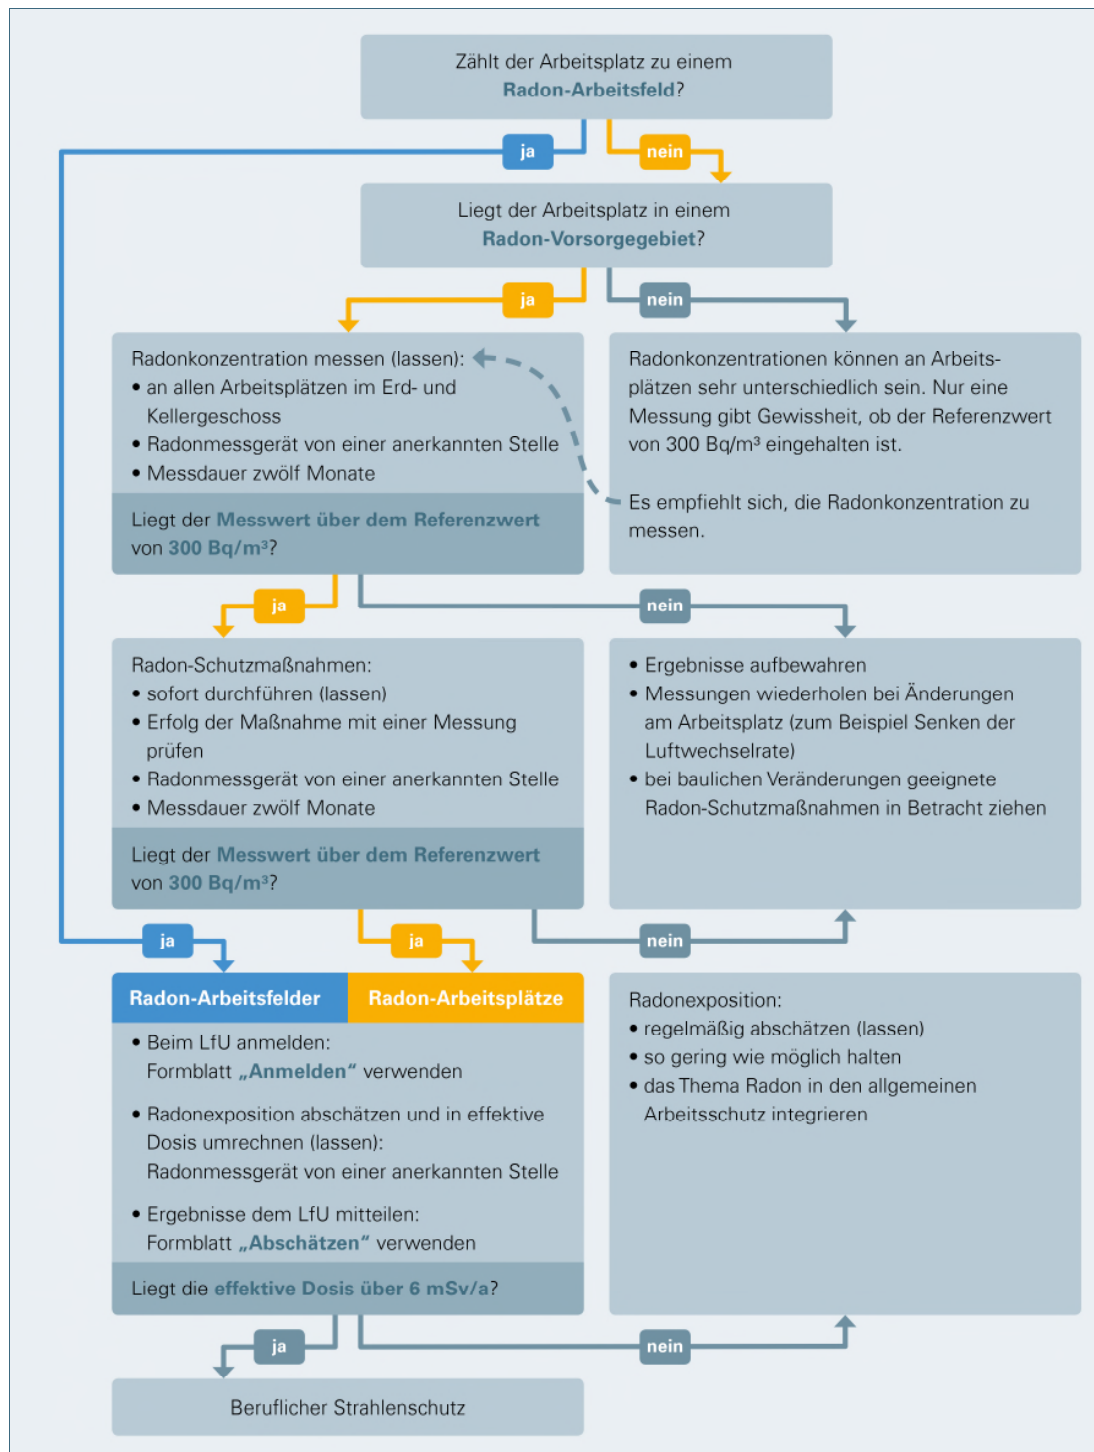 Zählt der Arbeitsplatz zu einem
Radon-Arbeitsfeld?
ja
nein
Liegt der Arbeitsplatz in einem
Radon-Vorsorgegebiet?
ja
nein
Radonkonzentration messen (lassen):
• an allen Arbeitsplätzen im Erd- und
Kellergeschoss
• Radonmessgerät von einer anerkannten Stelle
• Messdauer zwölf Monate
Liegt der Messwert über dem Referenzwert
von 300 Bq/m³?
Radonkonzentrationen können an Arbeits-
plätzen sehr unterschiedlich sein. Nur eine
Messung gibt Gewissheit, ob der Referenzwert
von 300 Bq/m³ eingehalten ist.
Es empfiehlt sich, die Radonkonzentration zu
messen.
ja
nein
Radon-Schutzmaßnahmen:
• sofort durchführen (lassen)
• Erfolg der Maßnahme mit einer Messung
prüfen
• Radonmessgerät von einer anerkannten Stelle
• Messdauer zwölf Monate
Liegt der Messwert über dem Referenzwert
von 300 Bq/m³?
• Ergebnisse aufbewahren
• Messungen wiederholen bei Änderungen
am Arbeitsplatz (zum Beispiel Senken der
Luftwechselrate)
• bei baulichen Veränderungen geeignete
Radon-Schutzmaßnahmen in Betracht ziehen
ja
ja
nein
Radon-Arbeitsfelder
Radon-Arbeitsplätze
• Beim LfU anmelden:
Formblatt „Anmelden“ verwenden
• Radonexposition abschätzen und in effektive
Dosis umrechnen (lassen):
Radonmessgerät von einer anerkannten Stelle
• Ergebnisse dem LfU mitteilen:
Formblatt „Abschätzen“ verwenden
Liegt die effektive Dosis über 6 mSv/a?
Radonexposition:
• regelmäßig abschätzen (lassen)
• so gering wie möglich halten
• das Thema Radon in den allgemeinen
Arbeitsschutz integrieren
ja
nein
Beruflicher Strahlenschutz